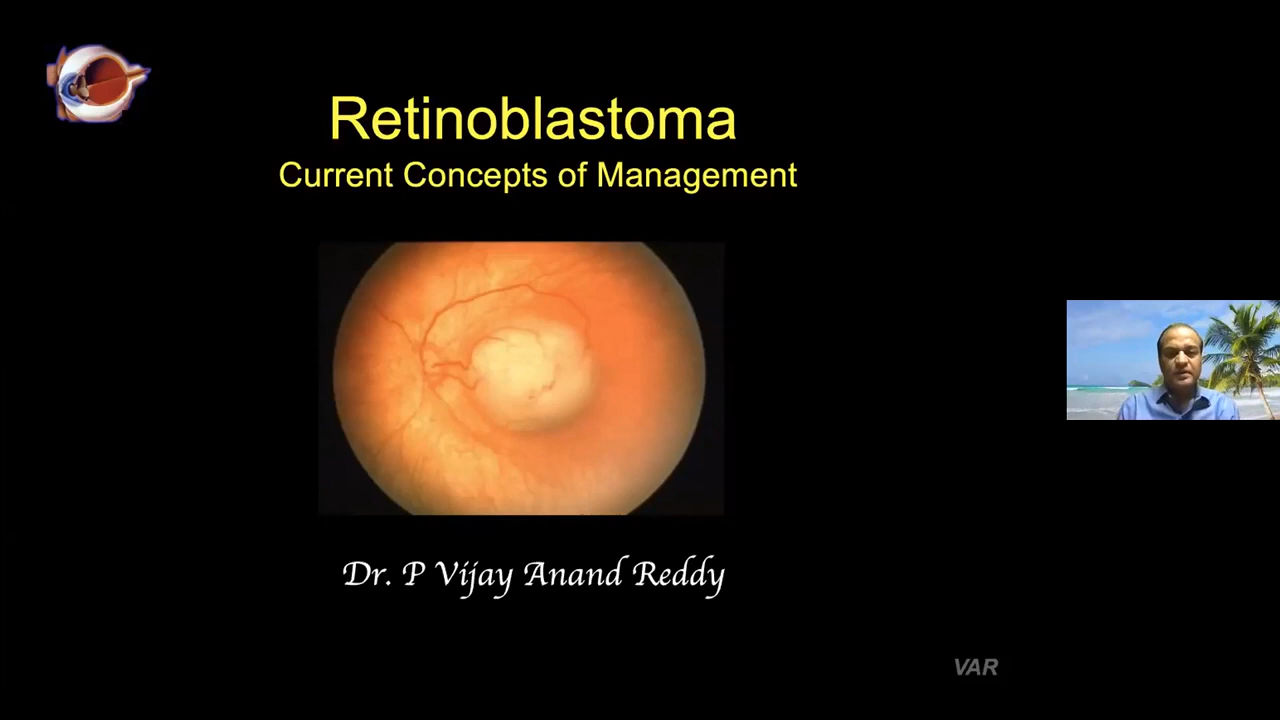 Retinoblastoma
Current Concepts of Management
Dr. P Vijay Anand Reddy
VAR